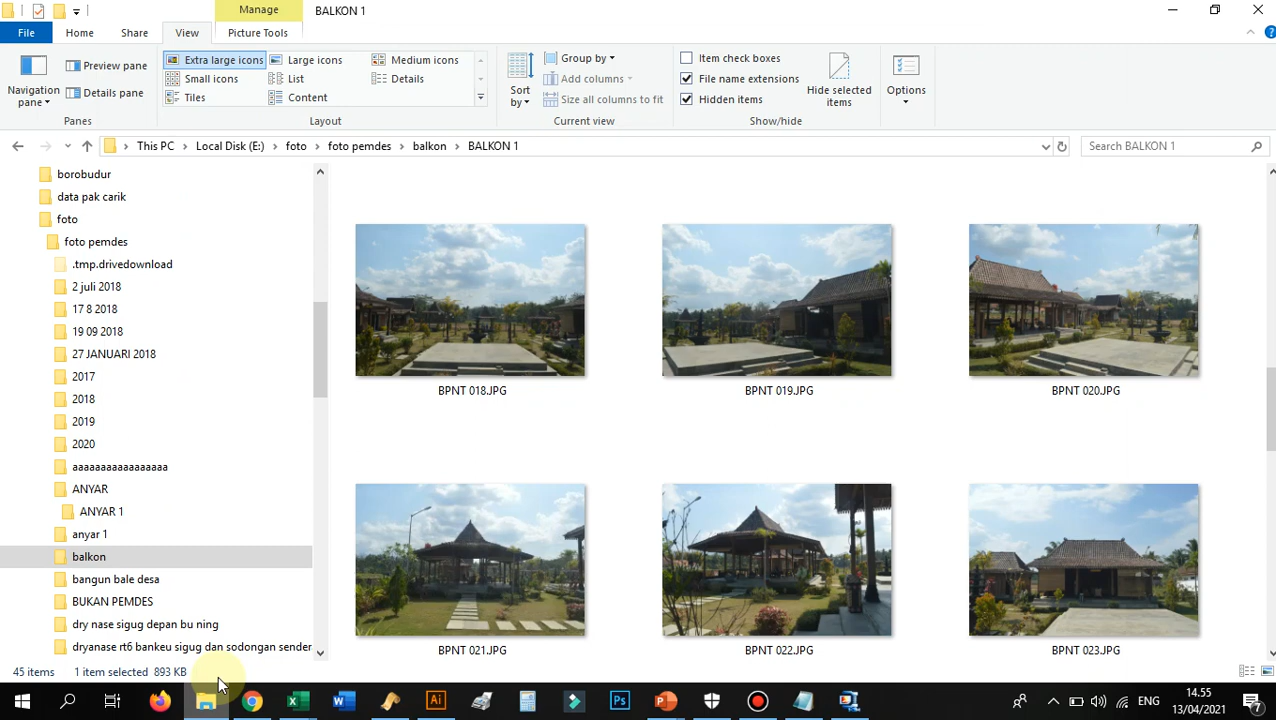 Manage
BALKON 1
File
Home
Share
View
Picture Tools
Navigation pane
Preview pane
Details pane
Panes
Extra large icons
Large icons
Medium icons
Small icons
List
Details
Tiles
Content
Layout
Sort by
Group by
Add columns
Size all columns to fit
Current view
Item check boxes
File name extensions
Hidden items
Hide selected items
Show/hide
Options
This PC
Local Disk (E:)
foto
foto pemdes
balkon
BALKON 1
Search BALKON 1
borobudur
data pak carik
foto
foto pemdes
.tmp.drivedownload
2 juli 2018
17 8 2018
19 09 2018
27 JANUARI 2018
2017
2018
2019
2020
aaaaaaaaaaaaaaaaa
ANYAR
ANYAR 1
anyar 1
balkon
bangun bale desa
BUKAN PEMDES
dry nase sigug depan bu ning
dryanase rt6 bankeu sigug dan sodongan sender
BPNT 018.JPG
BPNT 019.JPG
BPNT 020.JPG
BPNT 021.JPG
BPNT 022.JPG
BPNT 023.JPG
45 items
1 item selected 893 KB
Ai
Ps
ENG
14.55
13/04/2021
7